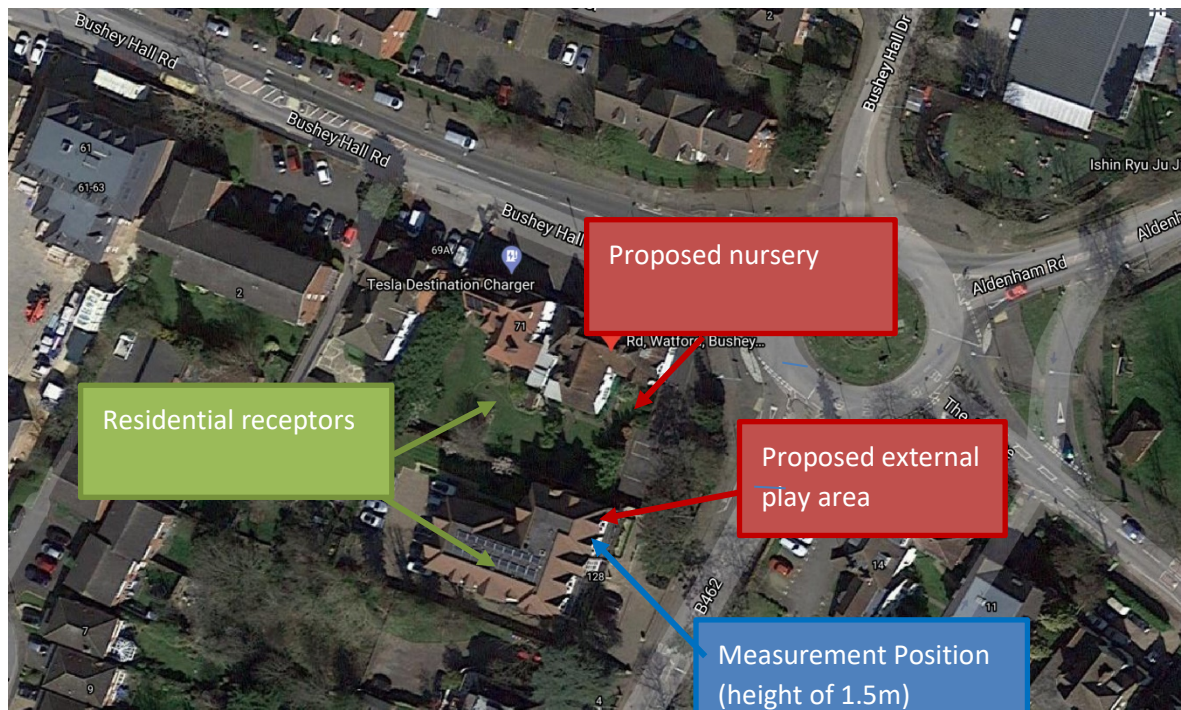 Bushey Hall Rd
2
Bushey Hall Dr
Bushey Hall Rd
61
61-63
Ishin Ryu Ju J
Bushey Hall
Proposed nursery
69A
Aldenham Rd
2
Tesla Destination Charger
71
Rd, Watford, Bushey...
Residential receptors
The
Proposed external
play area
128
14
11
B462
7
Measurement Position
(height of 1.5m)
9
4